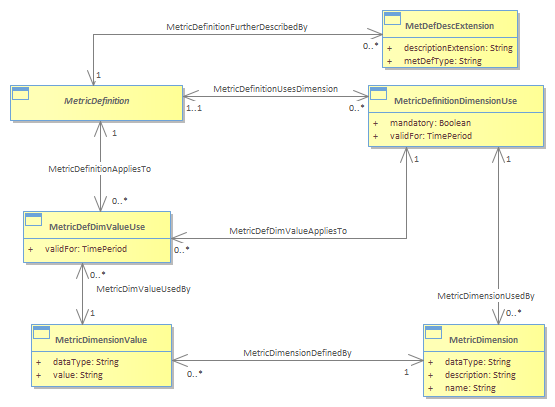 MetricDefinitionFurtherDescribedBy
MetDefDescExtension
+ descriptionExtension: String
+ metDefType: String
0..*
1
MetricDefinition
MetricDefinitionUsesDimension
1..1
0..*
MetricDefinitionDimensionUse
+ mandatory: Boolean
+ validFor: TimePeriod
1
1
1
MetricDefinitionAppliesTo
0..*
MetricDefDimValueUse
+ validFor: TimePeriod
MetricDefDimValueAppliesTo
0..*
0..*
MetricDimValueUsedBy
1
MetricDimensionUsedBy
0..*
MetricDimensionValue
+ dataType: String
+ value: String
MetricDimensionDefinedBy
0..*
1
MetricDimension
+ dataType: String
+ description: String
+ name: String